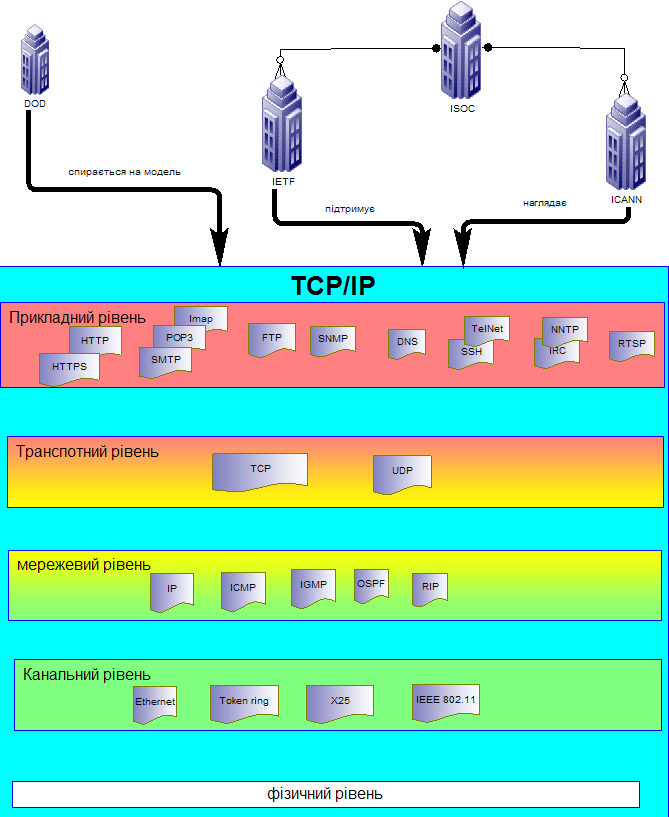 DOD
ISOC
IETF
ICANN
спирається на модель
підтримує
наглядає
TCP/IP
Прикладний рівень
HTTP
HTTPS
Imap
POP3
SMTP
FTP
SNMP
DNS
TelNet
SSH
NNTP
IRC
RTSP
Транспотний рівень
TCP
UDP
мережевий рівень
IP
ICMP
IGMP
OSPF
RIP
Канальний рівень
Ethernet
Token ring
X25
IEEE 802.11
фізичний рівень